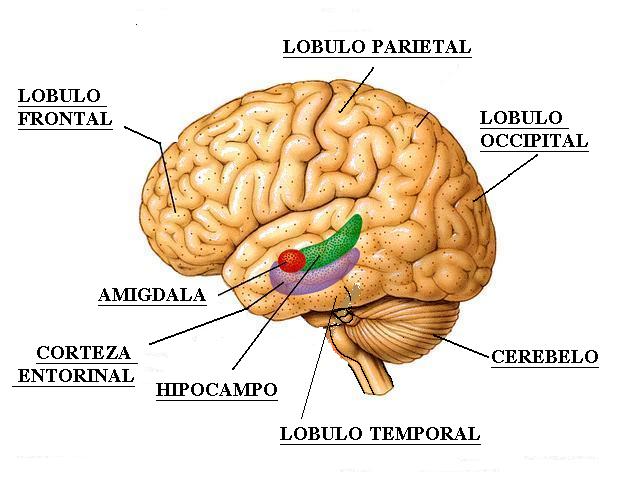 LOBULO PARIETAL
LOBULO
FRONTAL
LOBULO
OCCIPITAL
AMIGDALA
CORTEZA
ENTORINAL
HIPOCAMPO
CEREBELO
LOBULO TEMPORAL